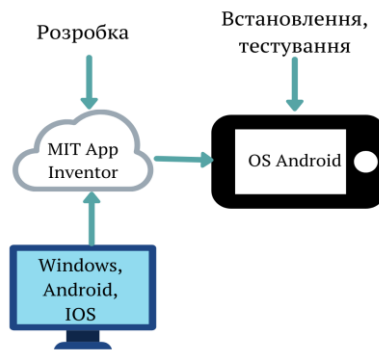 Розробка
Встановлення,
тестування
MIT App
Inventor
OS Android
Windows,
Android,
IOS